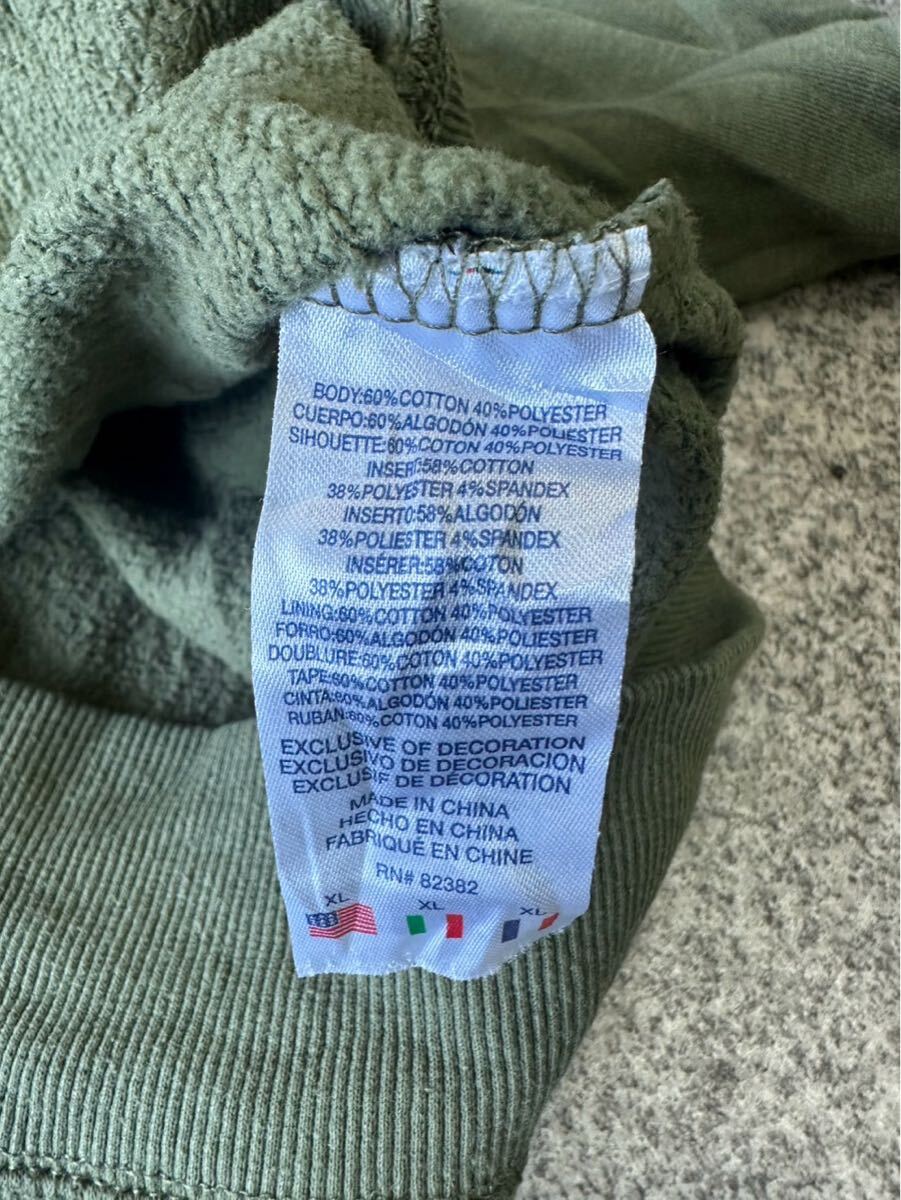 BODY:60%COTTON 40%POLYESTER
CUERPO:60%ALGODÓN 40%POLIESTER
SIHOUETTE:60%COTON 40%POLYESTER
INSERT:58%COTTON
38%POLYESTER 4%SPANDEX
INSERTO:58%ALGODÓN
38%POLIESTER 4%SPANDEX
INSÉRER:58%COTON
38%POLYESTER 4%SPANDEX
LINING:60%COTTON 40%POLYESTER
FORRO:60%ALGODÓN 40%POLIESTER
DOUBLURE:60%COTON 40%POLYESTER
TAPE:60%COTTON 40%POLYESTER
CINTA:60%ALGODÓN 40%POLIESTER
RUBAN:60%COTON 40%POLYESTER
EXCLUSIVE OF DECORATION
EXCLUSIVO DE DECORACION
EXCLUSIF DE DÉCORATION
MADE IN CHINA
HECHO EN CHINA
FABRIQUÉ EN CHINE
RN# 82382
XL XL XL